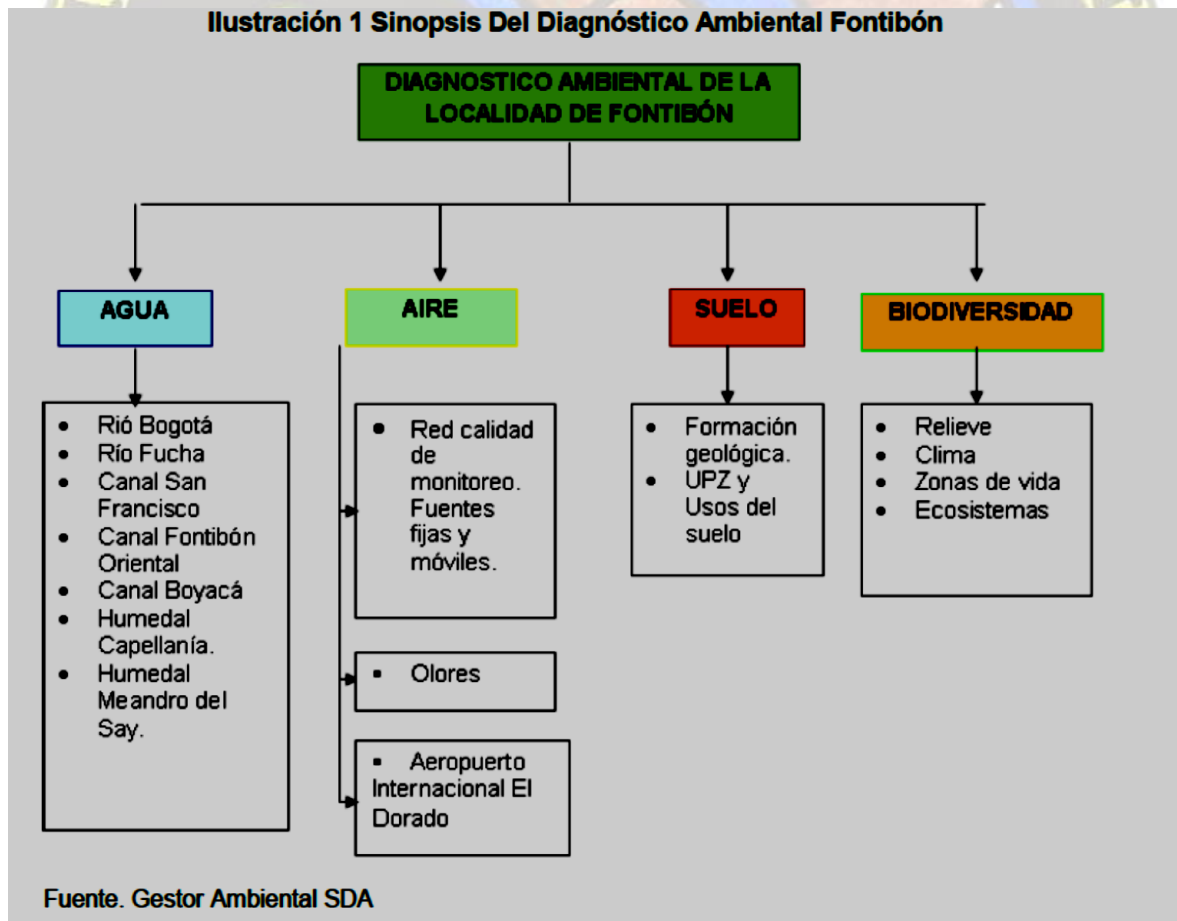 Ilustración 1 Sinopsis Del Diagnóstico Ambiental Fontibón
DIAGNOSTICO AMBIENTAL DE LA
LOCALIDAD DE FONTIBÓN
AGUA
• Rió Bogotá
• Río Fucha
• Canal San
Francisco
• Canal Fontibón
Oriental
• Canal Boyacá
• Humedal
Capellanía.
• Humedal
Meandro del
Say.
AIRE
• Red calidad
de
monitoreo.
Fuentes
fijas y
móviles.
▪ Olores
▪ Aeropuerto
Internacional El
Dorado
SUELO
• Formación
geológica.
• UPZ y
Usos del
suelo
BIODIVERSIDAD
• Relieve
• Clima
• Zonas de vida
• Ecosistemas
Fuente. Gestor Ambiental SDA